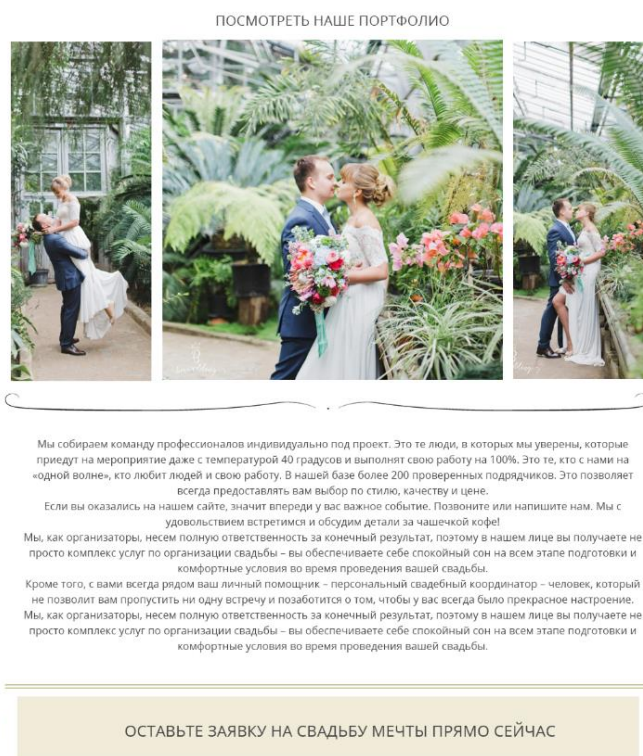 ПОСМОТРЕТЬ НАШЕ ПОРТФОЛИО
Мы собираем команду профессионалов индивидуально под проект. Это те люди, в которых мы уверены, которые
приедут на мероприятие даже с температурой 40 градусов и выполнят свою работу на 100%. Это те, кто с нами на
«одной волне», кто любит людей и свою работу. В нашей базе более 200 проверенных подрядчиков. Это позволяет
всегда предоставлять вам выбор по стилю, качеству и цене.
Если вы оказались на нашем сайте, значит впереди у вас важное событие. Позвоните или напишите нам. Мы с
удовольствием встретимся и обсудим детали за чашечкой кофе!
Мы, как организаторы, несем полную ответственность за конечный результат, поэтому в нашем лице вы получаете не
просто комплекс услуг по организации свадьбы – вы обеспечиваете себе спокойный сон на всем этапе подготовки и
комфортные условия во время проведения вашей свадьбы.
Кроме того, с вами всегда рядом ваш личный помощник – персональный свадебный координатор – человек, который
не позволит вам пропустить ни одну встречу и позаботится о том, чтобы у вас всегда было прекрасное настроение.
Мы, как организаторы, несем полную ответственность за конечный результат, поэтому в нашем лице вы получаете не
просто комплекс услуг по организации свадьбы – вы обеспечиваете себе спокойный сон на всем этапе подготовки и
комфортные условия во время проведения вашей свадьбы.
ОСТАВЬТЕ ЗАЯВКУ НА СВАДЬБУ МЕЧТЫ ПРЯМО СЕЙЧАС